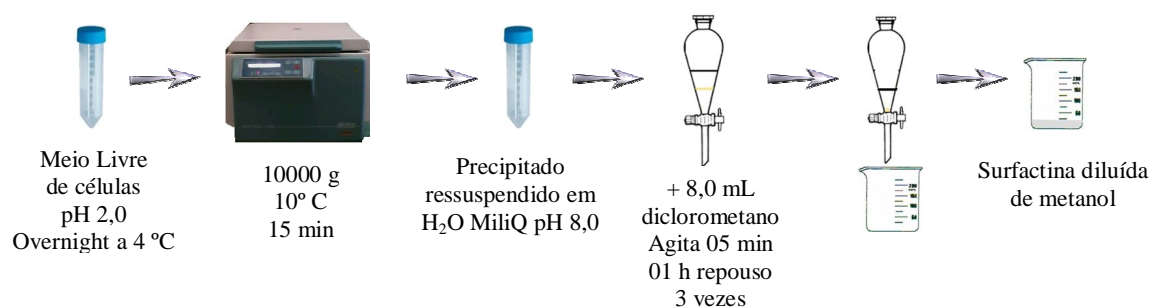 Meio Livre
de células
pH 2,0
Overnight a 4 ºC
10000 g
10º C
15 min
Precipitado
ressuspendido em
H₂O MiliQ pH 8,0
+ 8,0 mL
diclorometano
Agita 05 min
01 h repouso
3 vezes
Surfactina diluída
de metanol